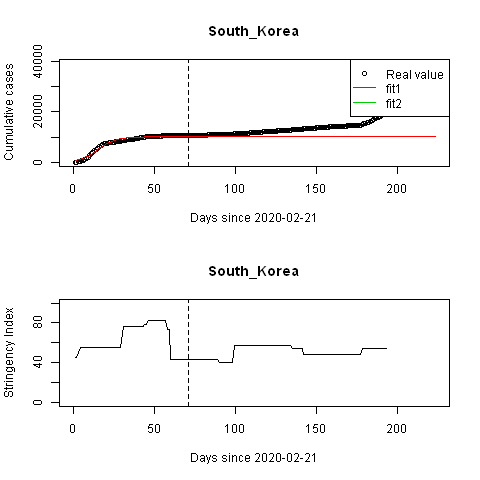 South_Korea
Cumulative cases
0
20000
40000
Real value
fit1
fit2
0 50 100 150 200
Days since 2020-02-21
South_Korea
Stringency Index
0
40
80
0 50 100 150 200
Days since 2020-02-21